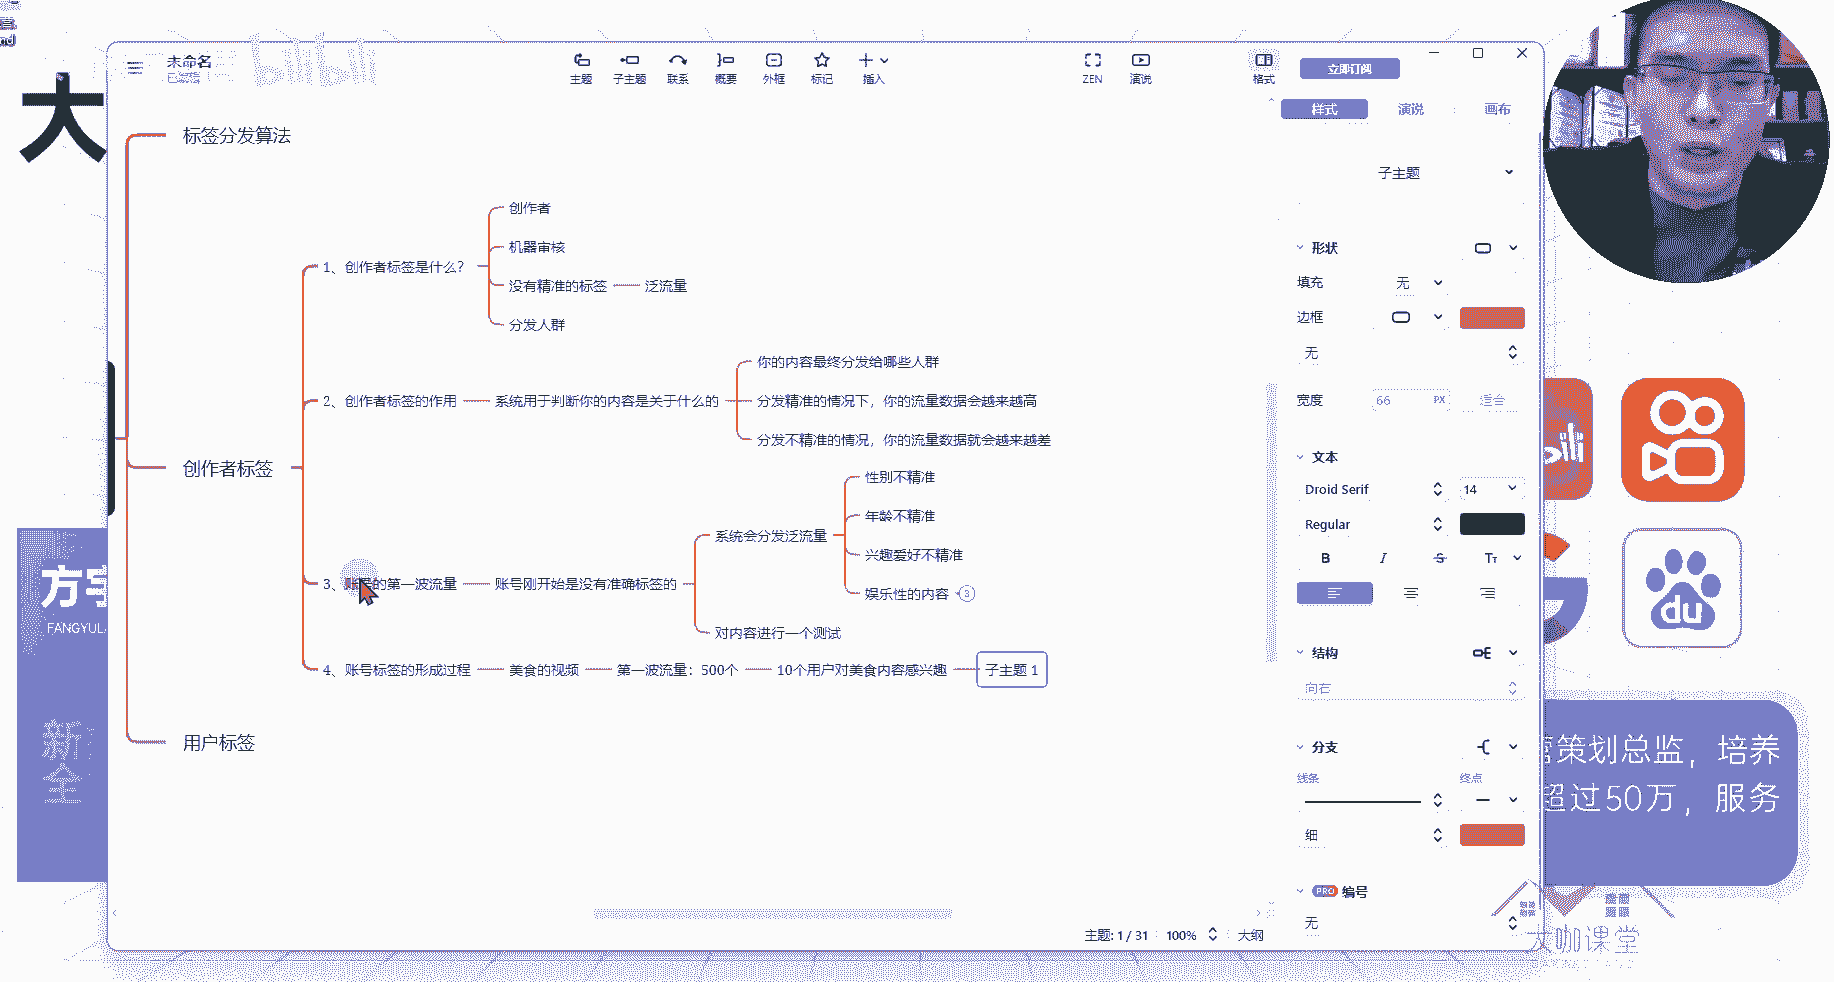 大
未命名
已编辑
bilibili
主题
子主题
联系
概要
外框
标记
插入
ZEN
演说
格式
立即订阅
样式
演说
画布
标签分发算法
创作者
1、创作者标签是什么？
机器审核
没有精准的标签
泛流量
分发人群
你的内容最终分发给哪些人群
2、创作者标签的作用
系统用于判断你的内容是关于什么的
分发精准的情况下，你的流量数据会越来越高
分发不精准的情况，你的流量数据就会越来越差
创作者标签
性别不精准
年龄不精准
系统会分发泛流量
兴趣爱好不精准
3、账号的第一波流量
账号刚开始是没有准确标签的
娱乐性的内容
3
对内容进行一个测试
4、账号标签的形成过程
美食的视频
第一波流量：500个
10个用户对美食内容感兴趣
子主题 1
用户标签
子主题
形状
填充
无
边框
无
宽度
66
PX
适合
文本
Droid Serif
14
Regular
B
I
S
TT
结构
向右
分支
线条
终点
细
PRO
编号
无
主题: 1 / 31
100%
大纲
方宇
FANGYUL
新
全
du
营策划总监，培养
超过50万，服务
大咖课堂